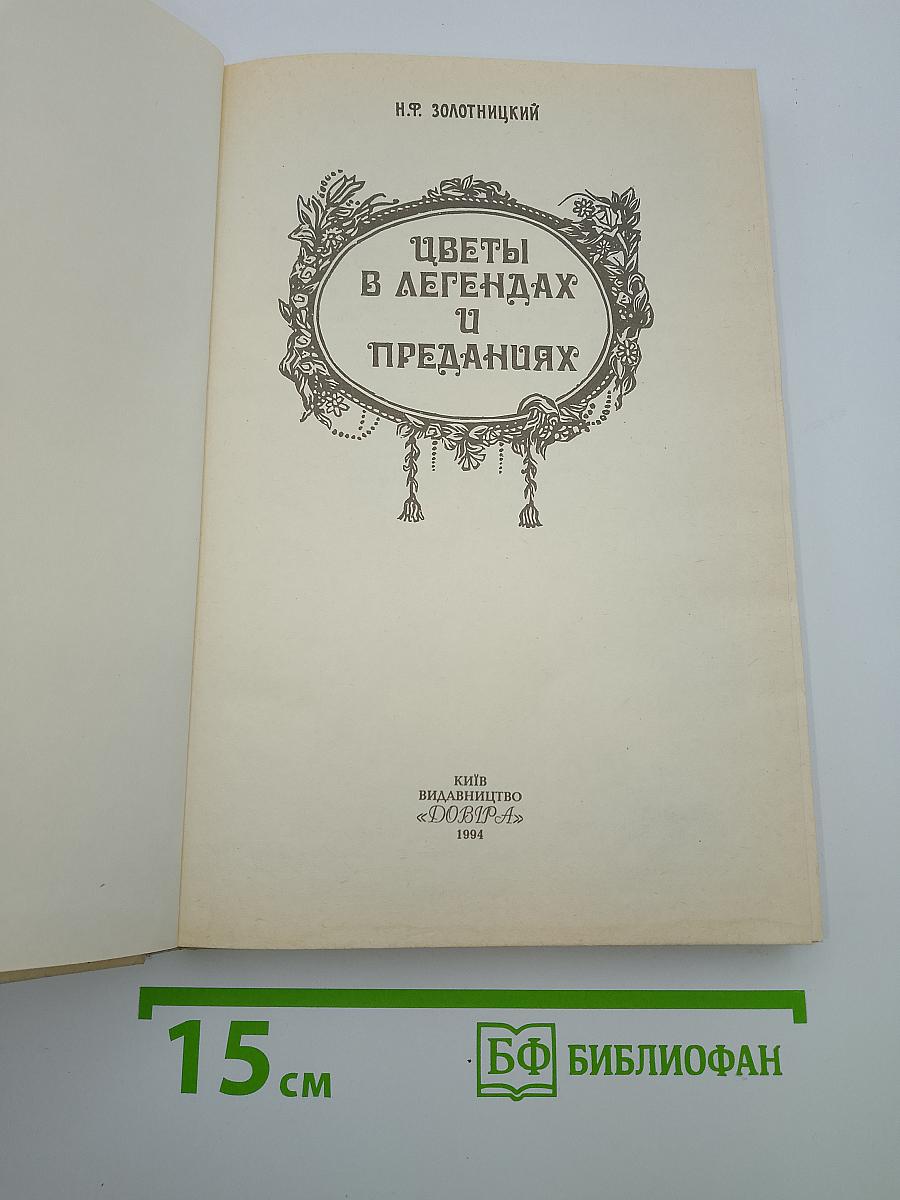 Н.Ф. ЗОЛОТНИЦКИЙ
ЦВЕТЫ
В ЛЕГЕНДАХ
И
ПРЕДАНИЯХ
КИЇВ
ВИДАВНИЦТВО
«ДОВІРА»
1994
15 см
БФ БИБЛИОФАН